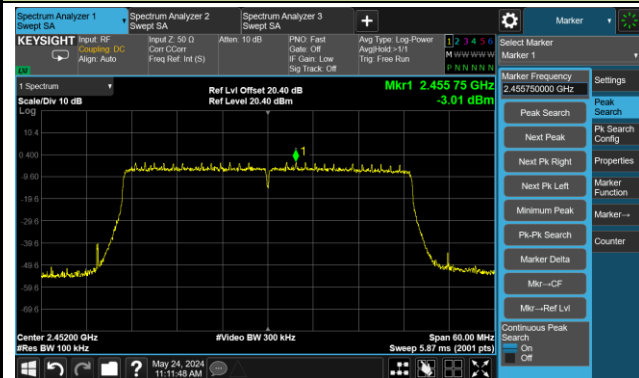 Spectrum Analyzer 1
Swept SA
Spectrum Analyzer 2
Swept SA
Spectrum Analyzer 3
Swept SA
+
Marker
KEYSIGHT
Input: RF
Coupling: DC
Align: Auto
Input Z: 50 Ω
Corr CCorr
Freq Ref: Int (S)
Atten: 10 dB
PNO: Fast
Gate: Off
IF Gain: Low
Sig Track: Off
Avg Type: Log-Power
Avg|Hold:>1/1
Trig: Free Run
1 2 3 4 5 6
M W W W W W
P N N N N N
Select Marker
Marker 1
LW
1 Spectrum
Scale/Div 10 dB
Log
Ref Lvl Offset 20.40 dB
Ref Level 20.40 dBm
Mkr1 2.455 75 GHz
-3.01 dBm
10.4
0.400
-9.60
-19.6
-29.6
-39.6
-49.6
-59.6
-69.6
1
Center 2.45200 GHz
#Res BW 100 kHz
#Video BW 300 kHz
Span 60.00 MHz
Sweep 5.87 ms (2001 pts)
Marker Frequency
2.455750000 GHz
Peak Search
Next Peak
Next Pk Right
Next Pk Left
Minimum Peak
Pk-Pk Search
Marker Delta
Mkr→CF
Mkr→Ref Lvl
Continuous Peak
Search
On
Off
Settings
Peak
Search
Pk Search
Config
Properties
Marker
Function
Marker→
Counter
?
May 24, 2024
11:11:48 AM